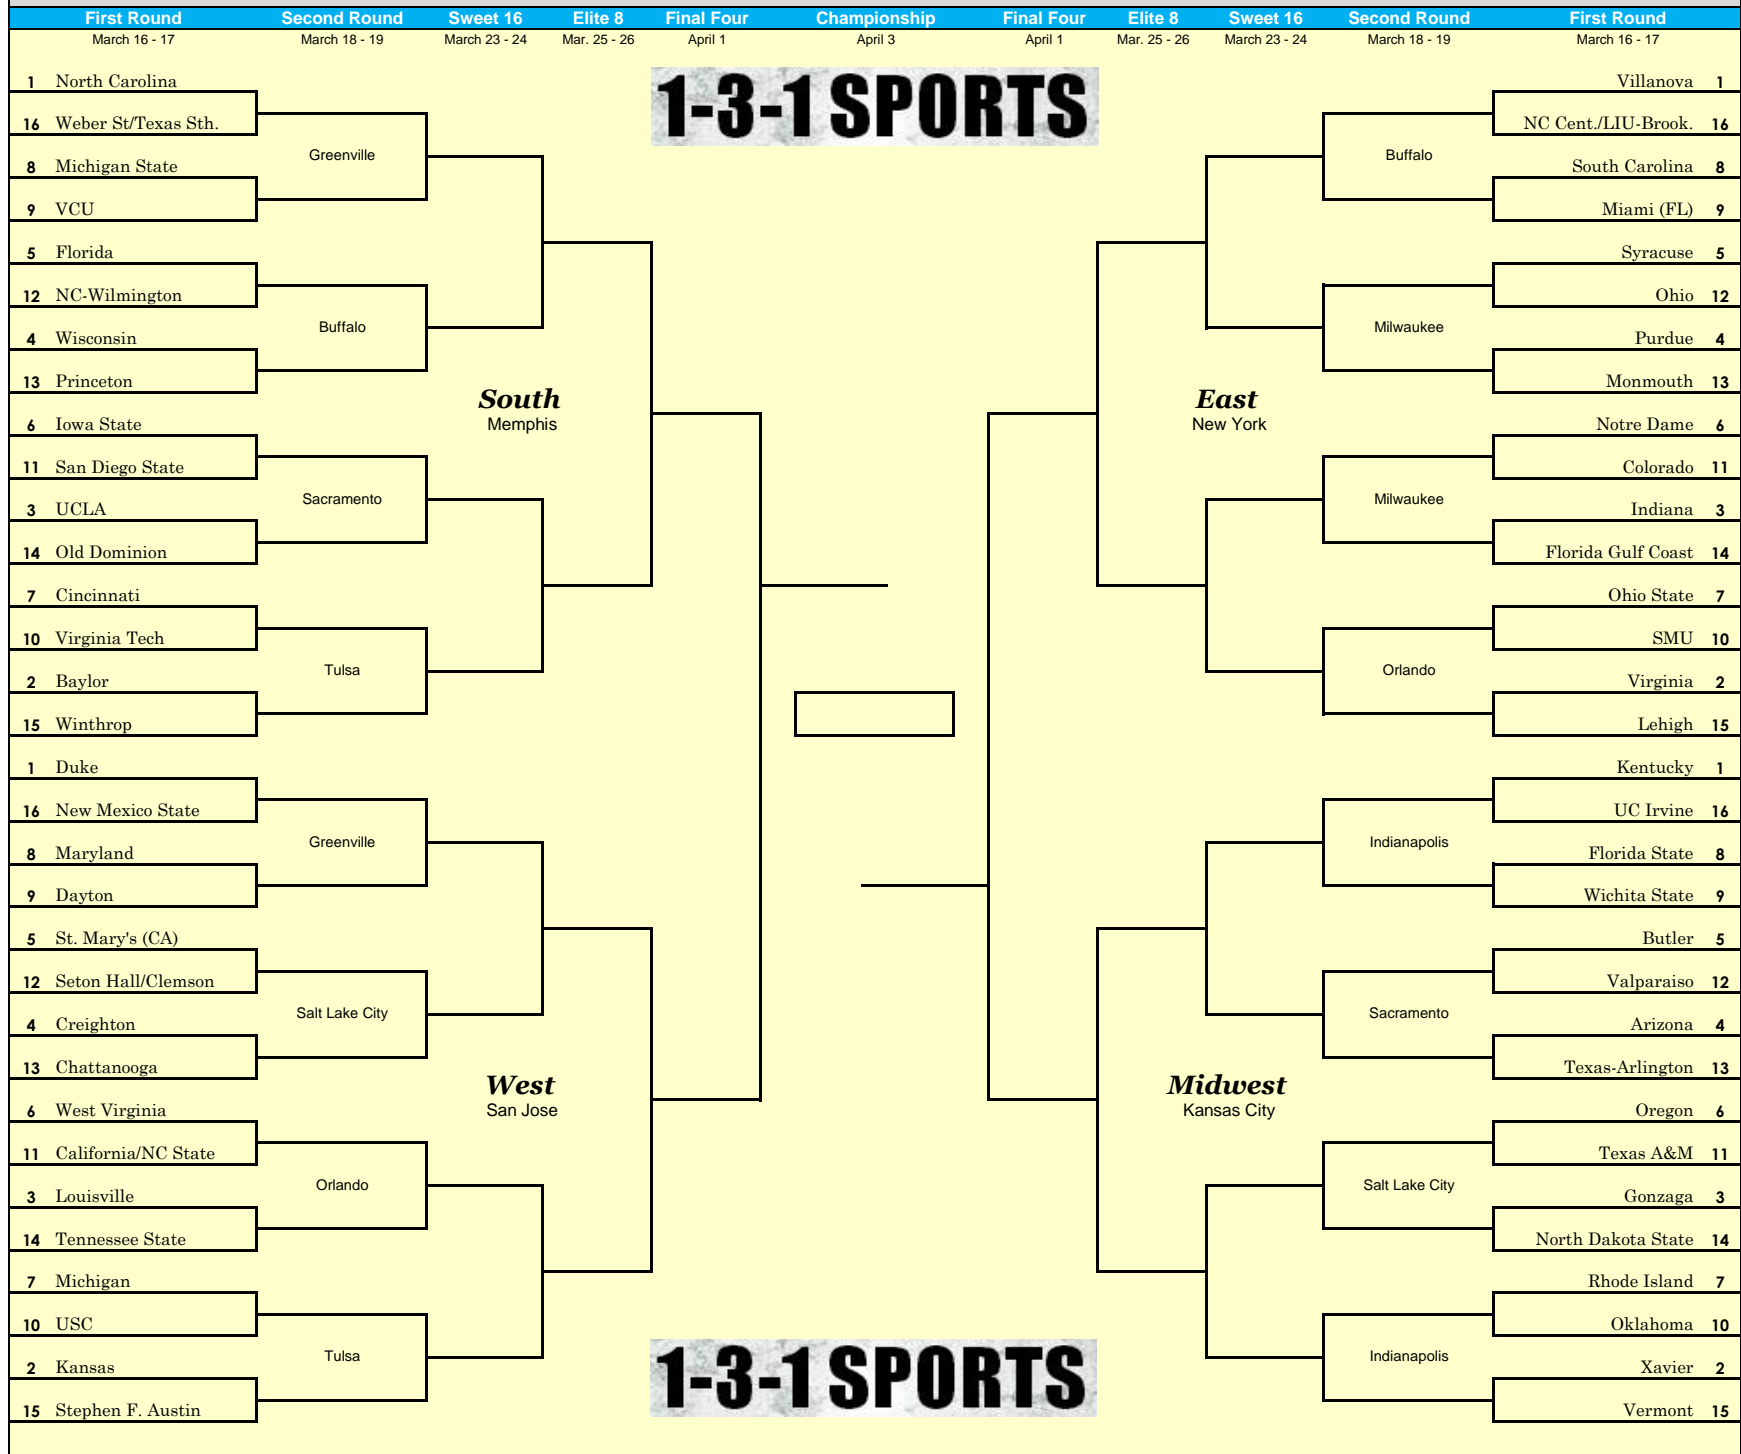 First Round Second Round Sweet 16 Elite 8 Final Four Championship Final Four Elite 8 Sweet 16 Second Round First Round
March 16 - 17 March 18 - 19 March 23 - 24 Mar. 25 - 26 April 1 April 3 April 1 Mar. 25 - 26 March 23 - 24 March 18 - 19 March 16 - 17
1-3-1 SPORTS
1 North Carolina
16 Weber St/Texas Sth.
Greenville
8 Michigan State
9 VCU
5 Florida
12 NC-Wilmington
Buffalo
4 Wisconsin
13 Princeton
South
Memphis
6 Iowa State
11 San Diego State
Sacramento
3 UCLA
14 Old Dominion
7 Cincinnati
10 Virginia Tech
Tulsa
2 Baylor
15 Winthrop
1 Duke
16 New Mexico State
Greenville
8 Maryland
9 Dayton
5 St. Mary's (CA)
12 Seton Hall/Clemson
Salt Lake City
4 Creighton
13 Chattanooga
West
San Jose
6 West Virginia
11 California/NC State
Orlando
3 Louisville
14 Tennessee State
7 Michigan
10 USC
Tulsa
2 Kansas
15 Stephen F. Austin
Villanova 1
NC Cent./LIU-Brook. 16
Buffalo
South Carolina 8
Miami (FL) 9
Syracuse 5
Ohio 12
Milwaukee
Purdue 4
Monmouth 13
East
New York
Notre Dame 6
Colorado 11
Milwaukee
Indiana 3
Florida Gulf Coast 14
Ohio State 7
SMU 10
Orlando
Virginia 2
Lehigh 15
Kentucky 1
UC Irvine 16
Indianapolis
Florida State 8
Wichita State 9
Butler 5
Valparaiso 12
Sacramento
Arizona 4
Texas-Arlington 13
Midwest
Kansas City
Oregon 6
Texas A&M 11
Salt Lake City
Gonzaga 3
North Dakota State 14
Rhode Island 7
Oklahoma 10
Indianapolis
Xavier 2
Vermont 15
1-3-1 SPORTS